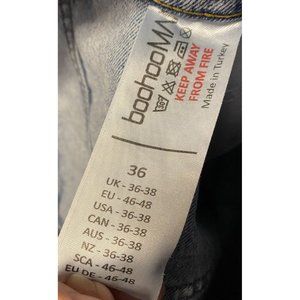 boohooMA
KEEP AWAY
FROM FIRE
Made in Turkey
36
UK - 36-38
EU - 46-48
USA - 36-38
CAN - 36-38
AUS - 36-38
NZ - 36-38
SCA - 46-48
EU DE - 46-48